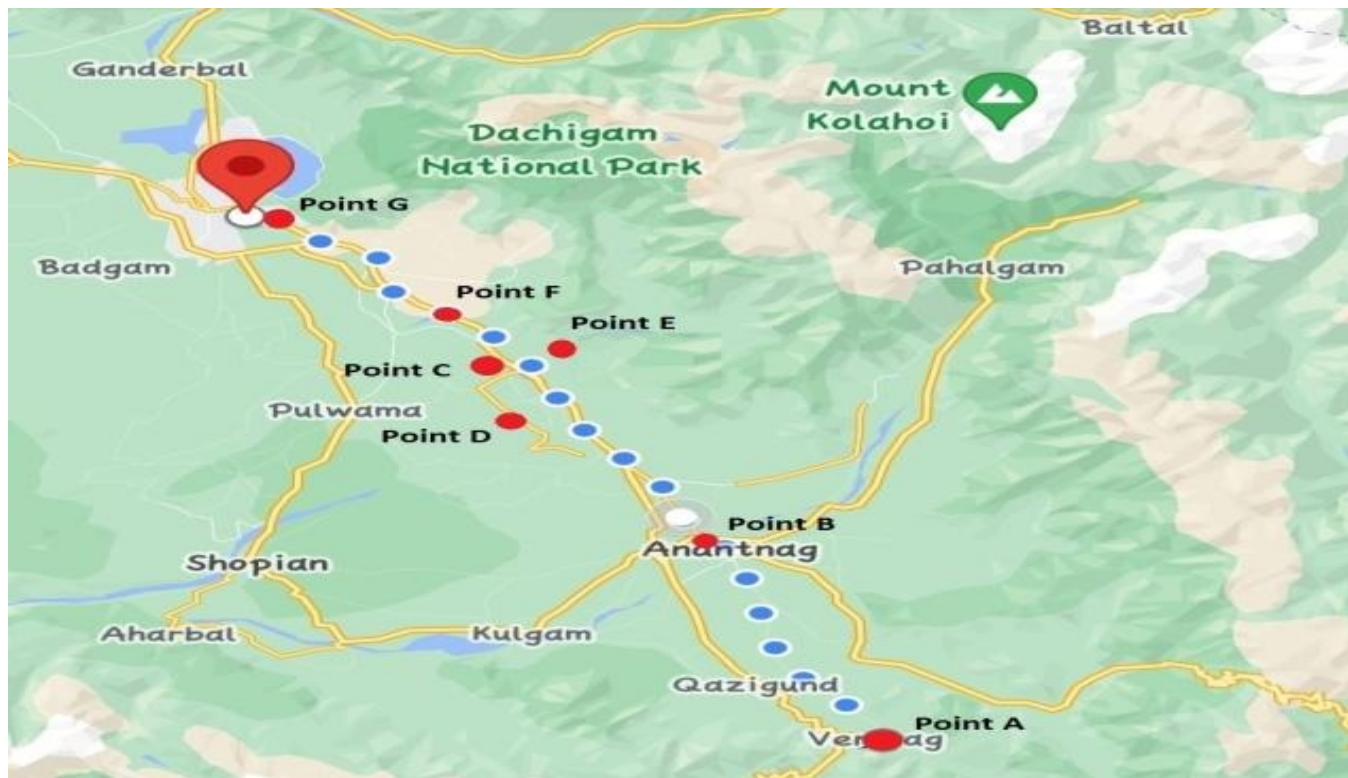 Baltal
Ganderbal
Mount
Kolahoi
Dachigam
National Park
Point G
Badgam
Pahalgam
Point F
Point E
Point C
Pulwama
Point D
Point B
Anantnag
Shopian
Aharbal
Kulgam
Qazigund
Point A